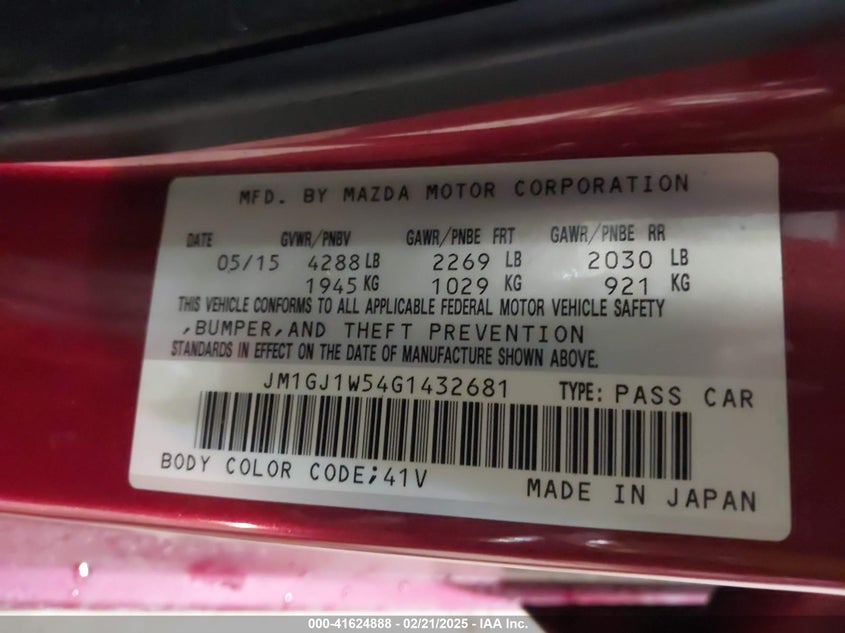 MFD. BY MAZDA MOTOR CORPORATION
DATE GVWR/PNBV GAWR/PNBE FRT GAWR/PNBE RR
05/15 4288 LB 2269 LB 2030 LB
1945 KG 1029 KG 921 KG
THIS VEHICLE CONFORMS TO ALL APPLICABLE FEDERAL MOTOR VEHICLE SAFETY
,BUMPER,AND THEFT PREVENTION
STANDARDS IN EFFECT ON THE DATE OF MANUFACTURE SHOWN ABOVE.
JM1GJ1W54G1432681 TYPE: PASS CAR
BODY COLOR CODE;41V
MADE IN JAPAN
000-41624888 - 02/21/2025 - IAA Inc.